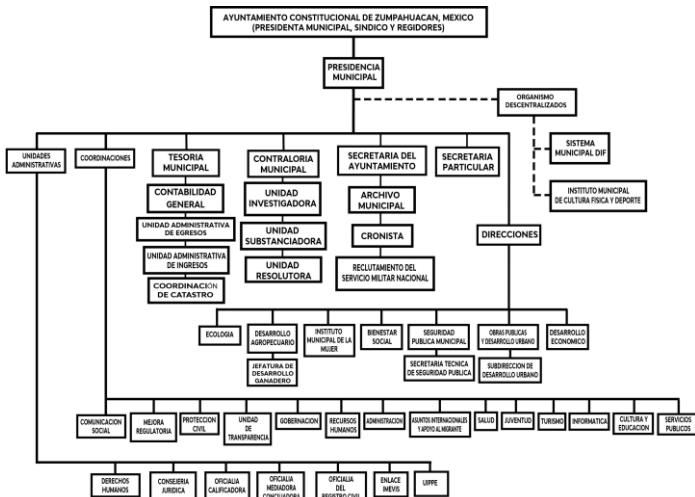 AYUNTAMIENTO CONSTITUCIONAL DE ZUMPAHUACAN, MEXICO
(PRESIDENTA MUNICIPAL, SINDICO Y REGIDORES)
PRESIDENCIA
MUNICIPAL
ORGANISMO
DESCENTRALIZADOS
SISTEMA
MUNICIPAL DIF
INSTITUTO MUNICIPAL
DE CULTURA FISICA Y DEPORTE
UNIDADES
ADMINISTRATIVAS
COORDINACIONES
TESORIA
MUNICIPAL
CONTABILIDAD
GENERAL
UNIDAD ADMINISTRATIVA
DE EGRESOS
UNIDAD ADMINISTRATIVA
DE INGRESOS
COORDINACIÓN
DE CATASTRO
CONTRALORIA
MUNICIPAL
UNIDAD
INVESTIGADORA
UNIDAD
SUBSTANCIADORA
UNIDAD
RESOLUTORA
SECRETARIA DEL
AYUNTAMIENTO
ARCHIVO
MUNICIPAL
CRONISTA
RECLUTAMIENTO DEL
SERVICIO MILITAR NACIONAL
SECRETARIA
PARTICULAR
DIRECCIONES
ECOLOGIA
DESARROLLO
AGROPECUARIO
JEFATURA DE
DESARROLLO
GANADERO
INSTITUTO
MUNICIPAL DE LA
MUJER
BIENESTAR
SOCIAL
SEGURIDAD
PUBLICA MUNICIPAL
SECRETARIA TECNICA
DE SEGURIDAD PUBLICA
OBRAS PUBLICAS
Y DESARROLLO URBANO
SUBDIRECCION DE
DESARROLLO URBANO
DESARROLLO
ECONOMICO
COMUNICACION
SOCIAL
MEJORA
REGULATORIA
PROTECCION
CIVIL
UNIDAD
DE
TRANSPARENCIA
GOBERNACION
RECURSOS
HUMANOS
ADMINISTRACION
ASUNTOS INTERNACIONALES
Y APOYO AL MIGRANTE
SALUD
JUVENTUD
TURISMO
INFORMATICA
CULTURA Y
EDUCACION
SERVICIOS
PUBLICOS
DERECHOS
HUMANOS
CONSEJERIA
JURIDICA
OFICIALIA
CALIFICADORA
OFICIALIA
MEDIADORA
CONCILIADORA
OFICIALIA
DEL
REGISTRO CIVIL
ENLACE
IMEVIS
UIPPE